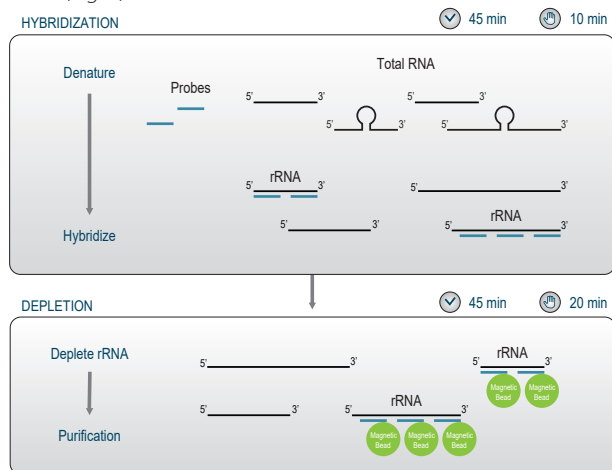 HYBRIDIZATION 45 min 10 min
Denature
Total RNA
Probes
5' 3' 5' 3'
5' 3' 5' 3'
rRNA
5' 3' 5' 3'
rRNA
5' 3' 5' 3'
Hybridize
DEPLETION 45 min 20 min
Deplete rRNA
rRNA
5' 3' 5' 3'
Magnetic Bead Magnetic Bead
rRNA
5' 3' 5' 3'
Purification
Magnetic Bead Magnetic Bead Magnetic Bead